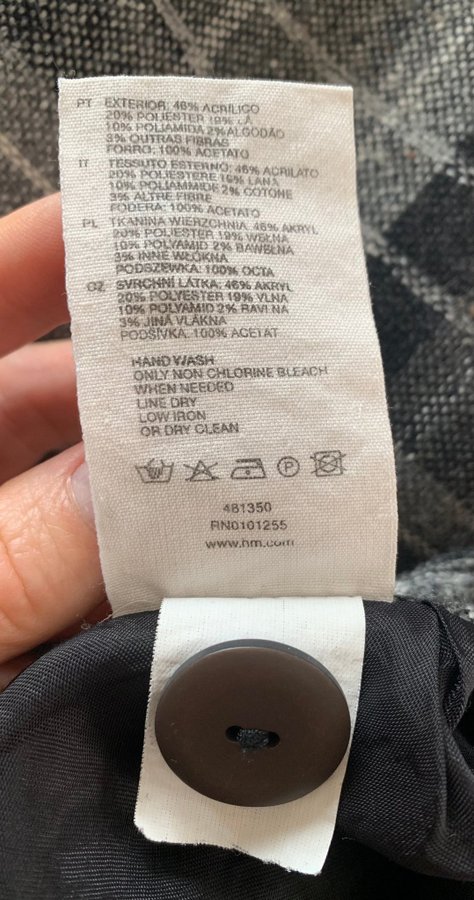 PT EXTERIOR: 46% ACRÍLICO
20% POLIESTER 19% LÃ
10% POLIAMIDA 2% ALGODÃO
3% OUTRAS FIBRAS
FORRO: 100% ACETATO
IT TESSUTO ESTERNO: 46% ACRILATO
20% POLIESTERE 19% LANA
10% POLIAMMIDE 2% COTONE
3% ALTRE FIBRE
FODERA: 100% ACETATO
PL TKANINA WIERZCHNIA: 46% AKRYL
20% POLIESTER 19% WEŁNA
10% POLYAMID 2% BAWEŁNA
3% INNE WŁÓKNA
PODSZEWKA: 100% OCTA
CZ SVRCHNÍ LÁTKA: 46% AKRYL
20% POLYESTER 19% VLNA
10% POLYAMID 2% BAVLNA
3% JINÁ VLÁKNA
PODŠÍVKA. 100% ACETAT
HAND WASH
ONLY NON CHLORINE BLEACH
WHEN NEEDED
LINE DRY
LOW IRON
OR DRY CLEAN
P
481350
RN0101255
www.hm.com